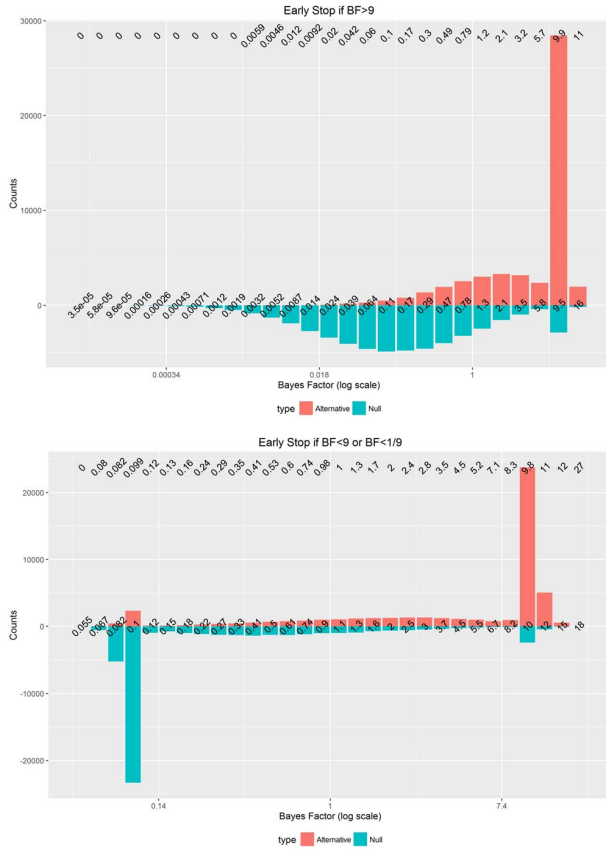 Early Stop if BF>9
30000
20000
10000
0
Counts
0 0 0 0 0 0 0 0 0 0.0059 0.0046 0.012 0.0092 0.02 0.042 0.06 0.1 0.17 0.3 0.49 0.79 1.2 2.1 3.2 5.7 9.9 11
3.5e-05 5.8e-05 9.6e-05 0.00016 0.00026 0.00043 0.00071 0.0012 0.0019 0.0032 0.0052 0.0087 0.014 0.024 0.039 0.064 0.11 0.17 0.29 0.47 0.78 1.3 2.1 3.5 5.8 9.5 16
0.00034 0.018 1
Bayes Factor (log scale)
type Alternative Null
Early Stop if BF<9 or BF<1/9
20000
10000
0
-10000
-20000
Counts
0 0.08 0.082 0.099 0.12 0.13 0.16 0.24 0.29 0.35 0.41 0.53 0.6 0.74 0.98 1 1.3 1.7 2 2.4 2.8 3.5 4.5 5.2 7.1 8.3 9.8 11 12 27
0.055 0.067 0.082 0.1 0.12 0.15 0.18 0.22 0.27 0.33 0.41 0.5 0.61 0.74 0.9 1.1 1.3 1.6 2 2.5 3 3.7 4.5 5.5 6.1 8.2 10 12 15 18
0.14 1 7.4
Bayes Factor (log scale)
type Alternative Null